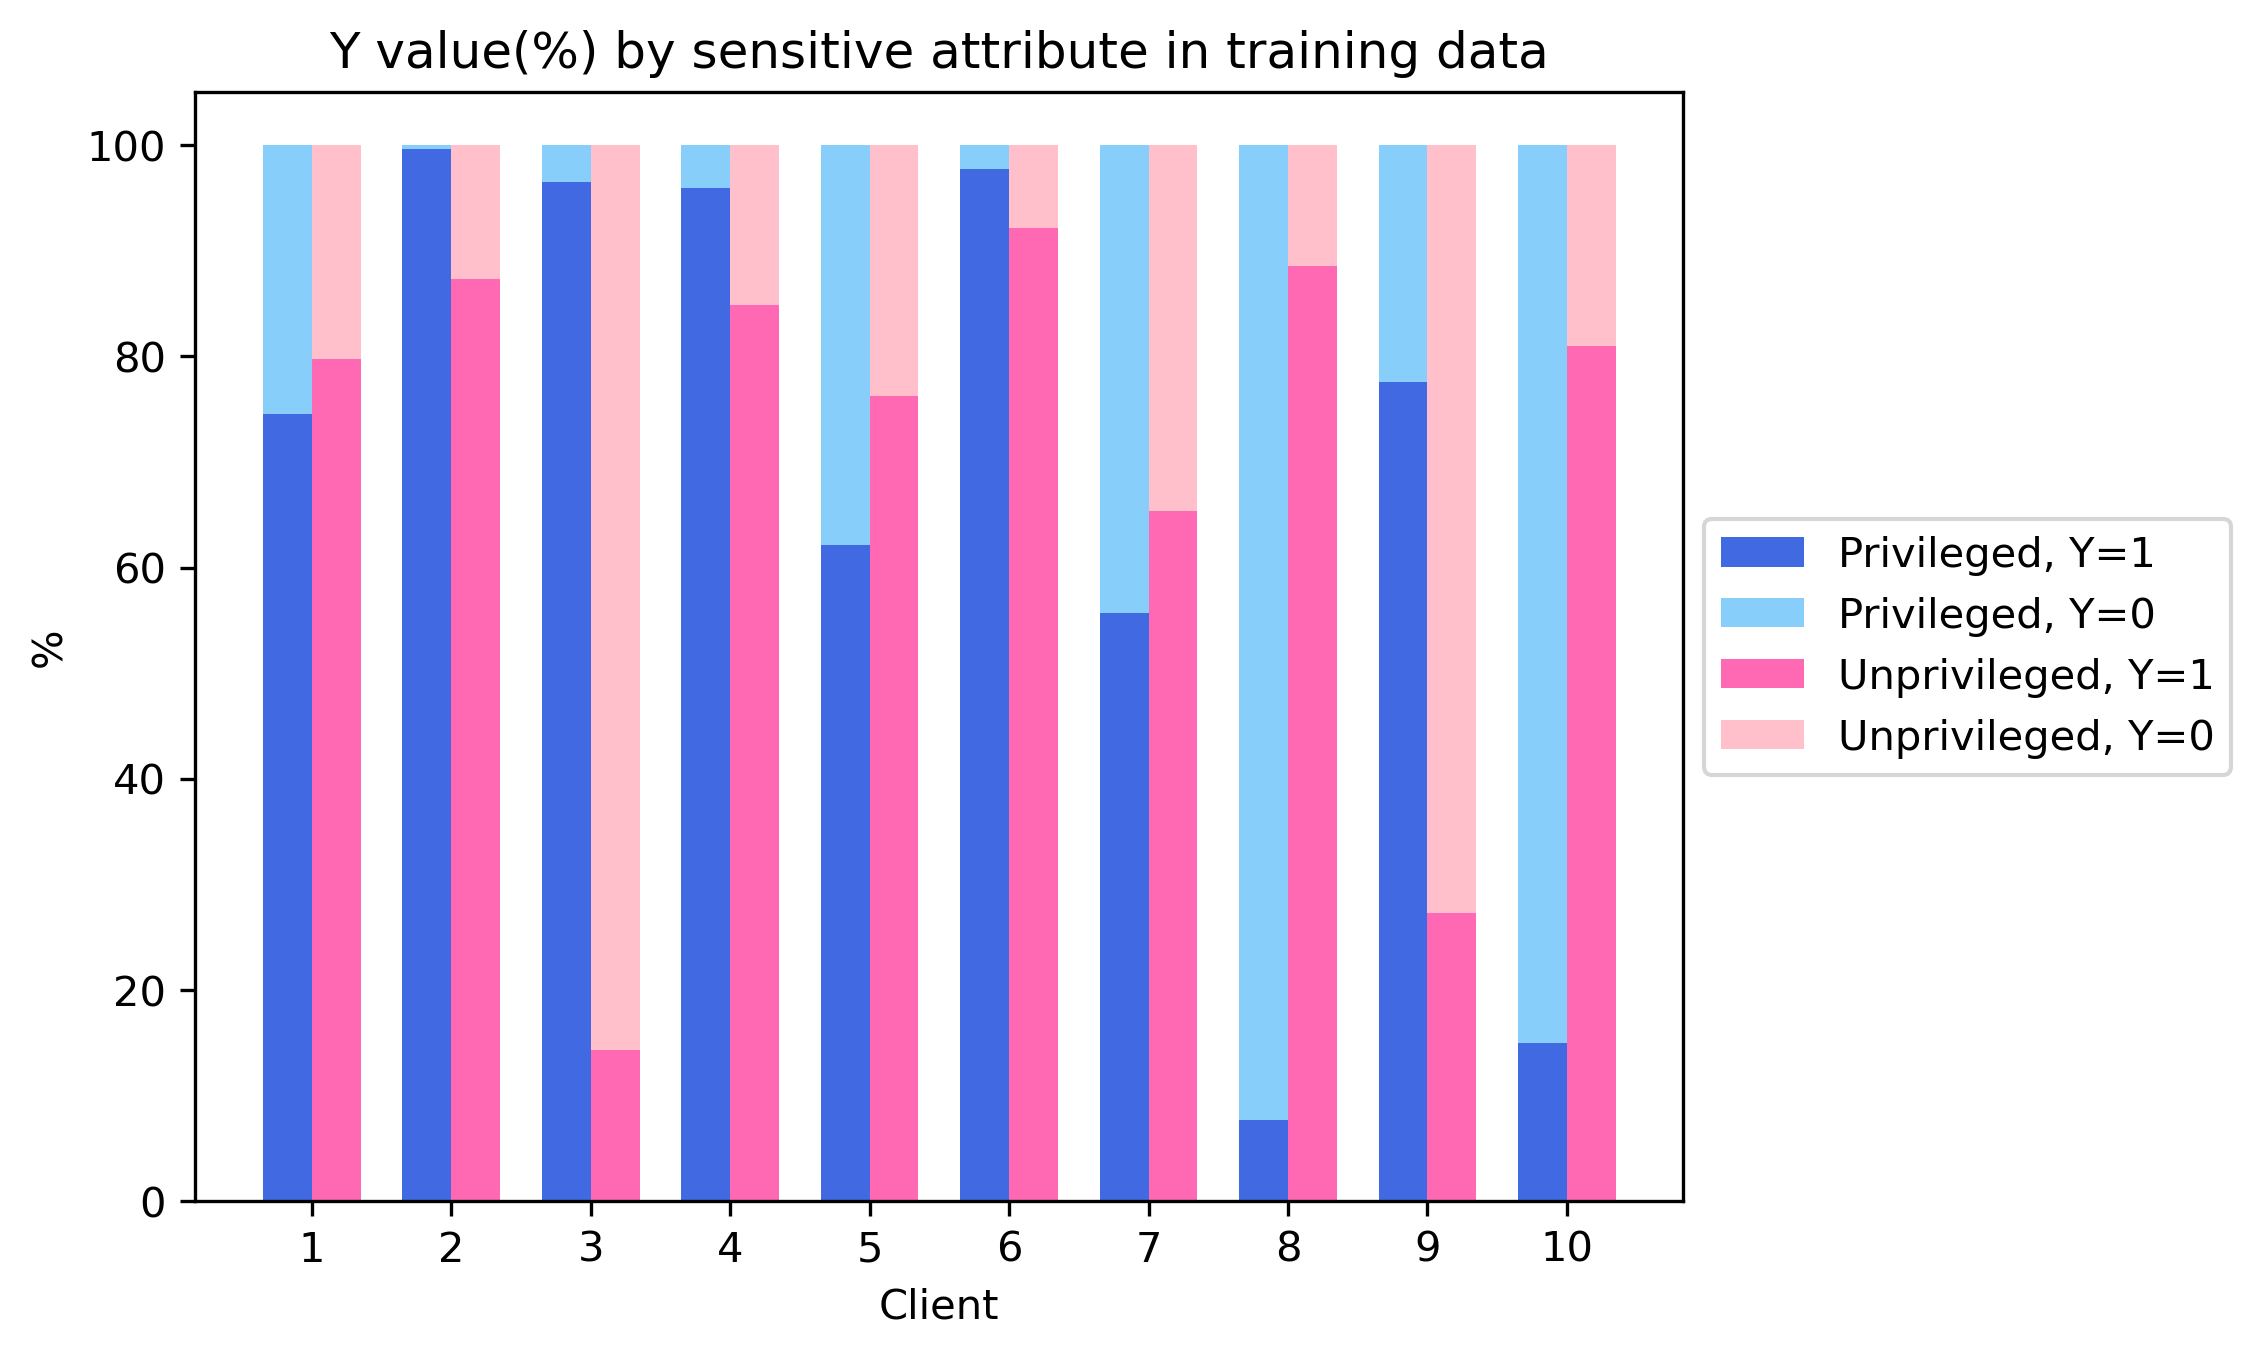 Y value(%) by sensitive attribute in training data
100
80
60
40
20
0
%
1 2 3 4 5 6 7 8 9 10
Client
Privileged, Y=1
Privileged, Y=0
Unprivileged, Y=1
Unprivileged, Y=0